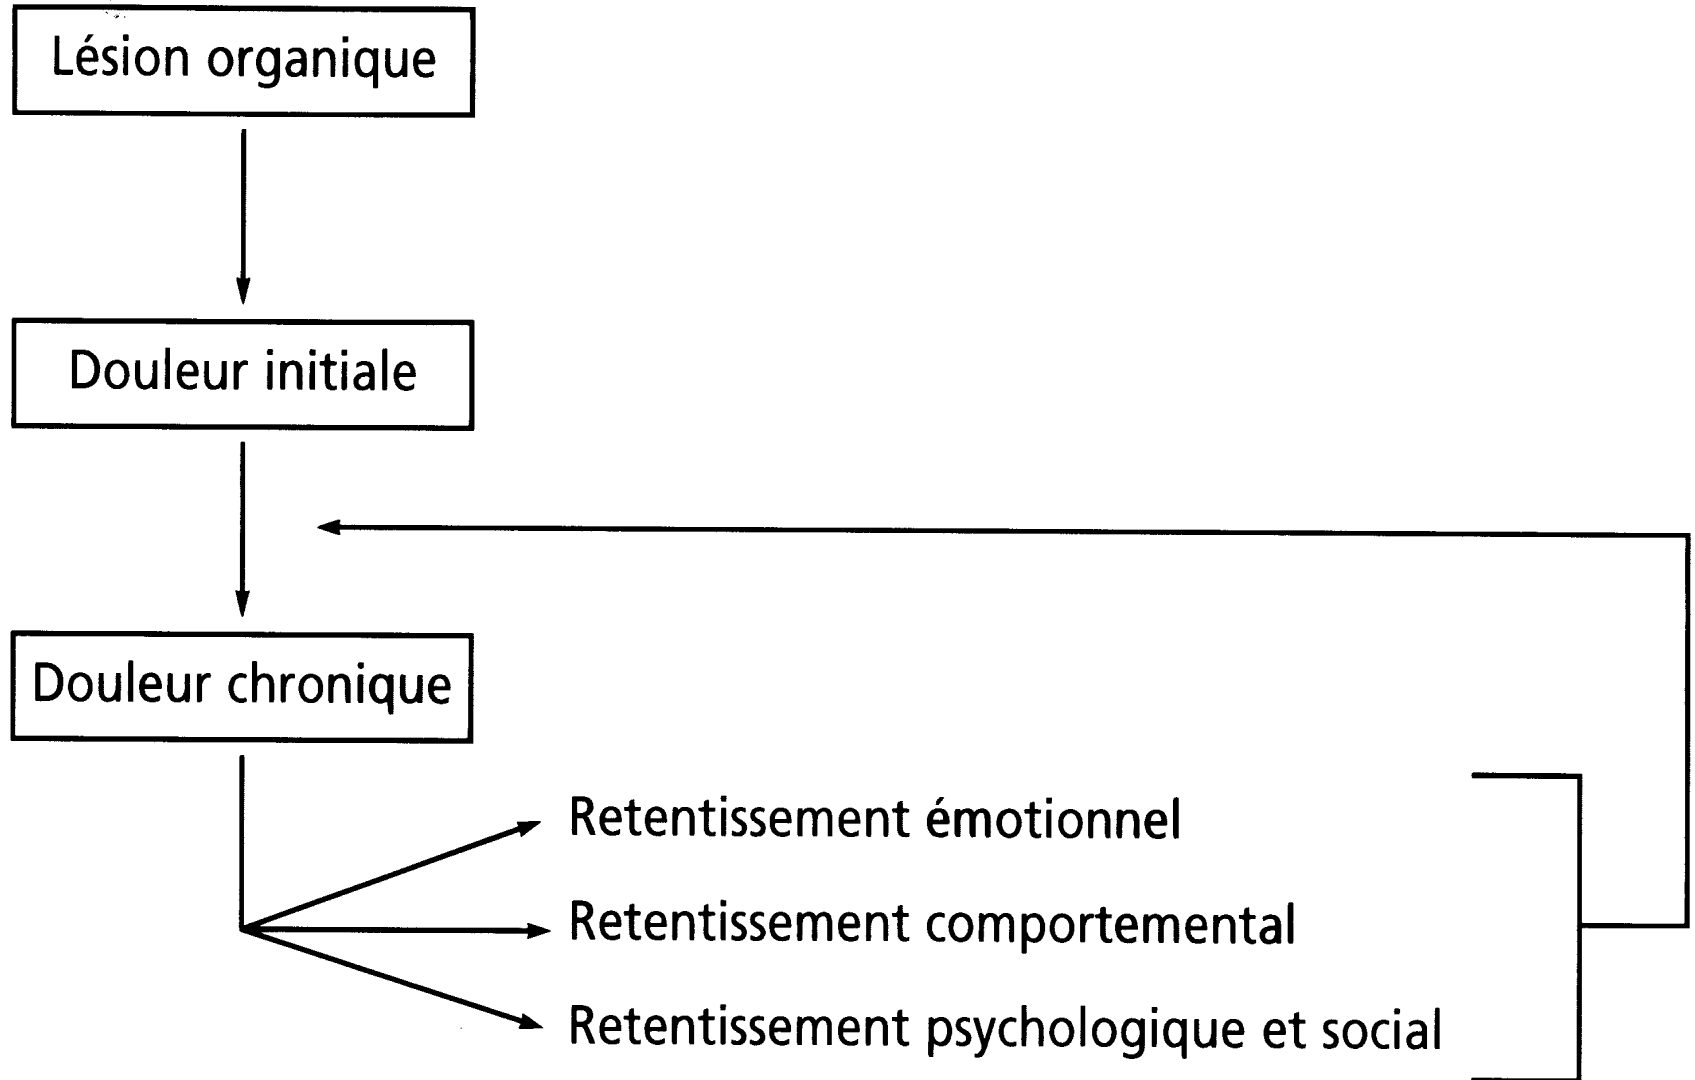 Lésion organique
Douleur initiale
Douleur chronique
Retentissement émotionnel
Retentissement comportemental
Retentissement psychologique et social